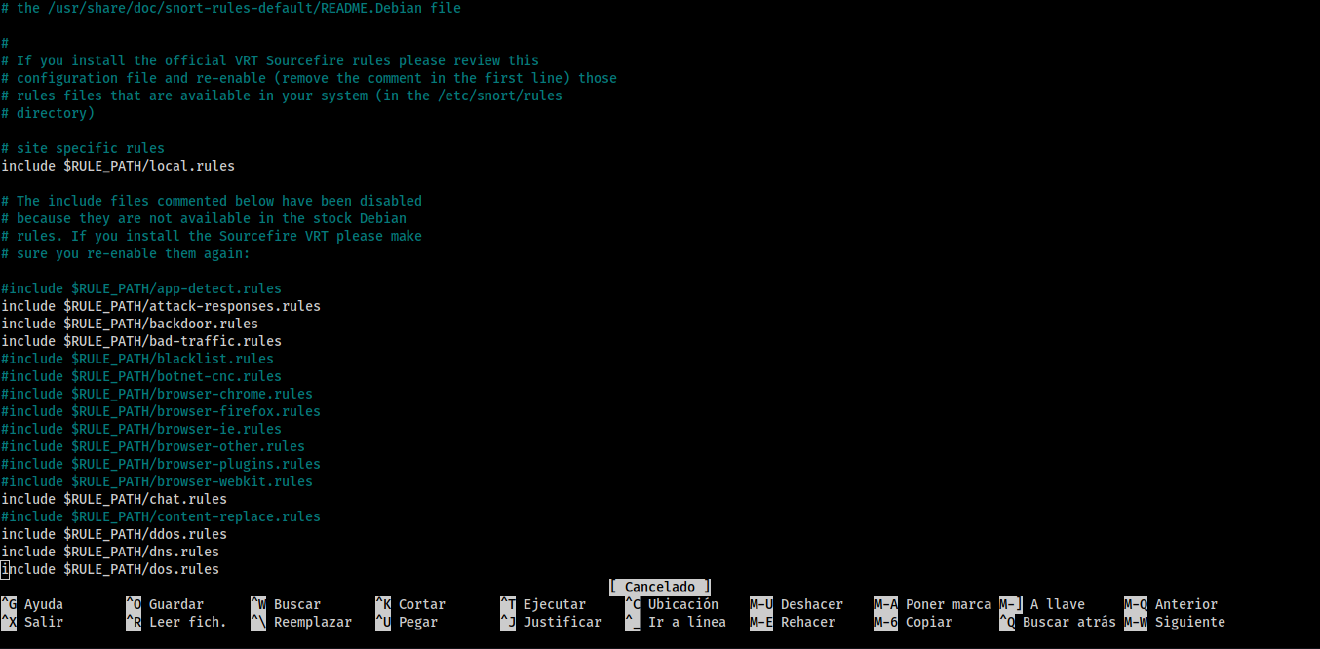 # the /usr/share/doc/snort-rules-default/README.Debian file
#
# If you install the official VRT Sourcefire rules please review this
# configuration file and re-enable (remove the comment in the first line) those
# rules files that are available in your system (in the /etc/snort/rules
# directory)
# site specific rules
include $RULE_PATH/local.rules
# The include files commented below have been disabled
# because they are not available in the stock Debian
# rules. If you install the Sourcefire VRT please make
# sure you re-enable them again:
#include $RULE_PATH/app-detect.rules
include $RULE_PATH/attack-responses.rules
include $RULE_PATH/backdoor.rules
include $RULE_PATH/bad-traffic.rules
#include $RULE_PATH/blacklist.rules
#include $RULE_PATH/botnet-cnc.rules
#include $RULE_PATH/browser-chrome.rules
#include $RULE_PATH/browser-firefox.rules
#include $RULE_PATH/browser-ie.rules
#include $RULE_PATH/browser-other.rules
#include $RULE_PATH/browser-plugins.rules
#include $RULE_PATH/browser-webkit.rules
include $RULE_PATH/chat.rules
#include $RULE_PATH/content-replace.rules
include $RULE_PATH/ddos.rules
include $RULE_PATH/dns.rules
include $RULE_PATH/dos.rules
[ Cancelado ]
^G Ayuda ^O Guardar ^W Buscar ^K Cortar ^T Ejecutar ^C Ubicación M-U Deshacer M-A Poner marca M-] A llave M-Q Anterior
^X Salir ^R Leer fich. ^\ Reemplazar ^U Pegar ^J Justificar ^_ Ir a línea M-E Rehacer M-6 Copiar ^Q Buscar atrás M-W Siguiente